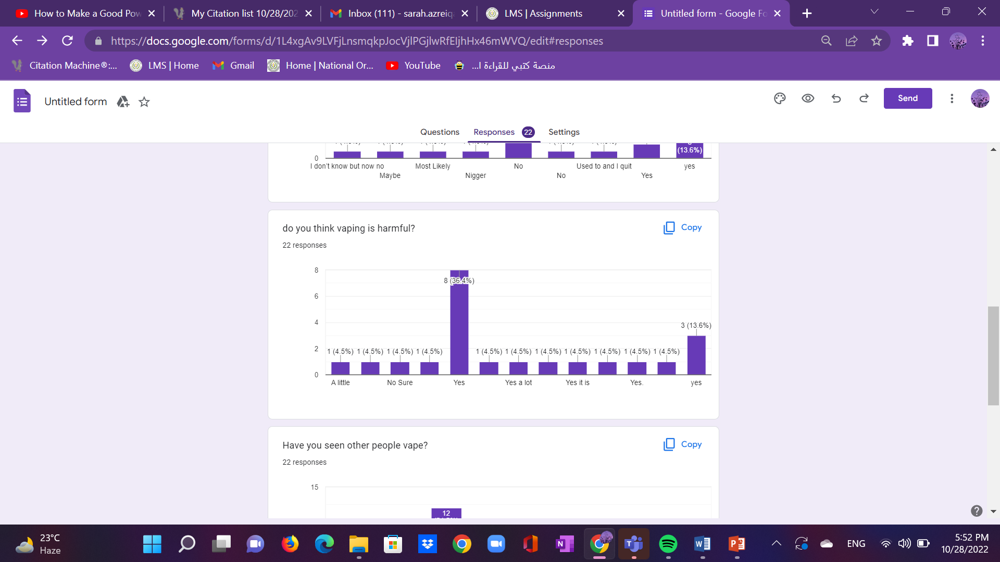 How to Make a Good Pow
My Citation list 10/28/202
Inbox (111) - sarah.azreiq
LMS | Assignments
Untitled form - Google Fo
https://docs.google.com/forms/d/1L4xgAv9LVFjLnsmqkpJocVjlPGjlwRfEIjhHx46mWVQ/edit#responses
Citation Machine®:...
LMS | Home
Gmail
Home | National Or...
YouTube
منصة كتبي للقراءة ا...
Untitled form
Send
Questions
Responses 22
Settings
0
(13.6%)
I don't know but now no
Maybe
Most Likely
Nigger
No
No
Used to and I quit
Yes
yes
do you think vaping is harmful?
Copy
22 responses
8
6
4
2
0
1 (4.5%) 1 (4.5%) 1 (4.5%) 1 (4.5%)
8 (36.4%)
1 (4.5%) 1 (4.5%) 1 (4.5%) 1 (4.5%) 1 (4.5%) 1 (4.5%) 1 (4.5%)
3 (13.6%)
A little
No Sure
Yes
Yes a lot
Yes it is
Yes.
yes
Have you seen other people vape?
Copy
22 responses
15
12
23°C
Haze
ENG
5:52 PM
10/28/2022